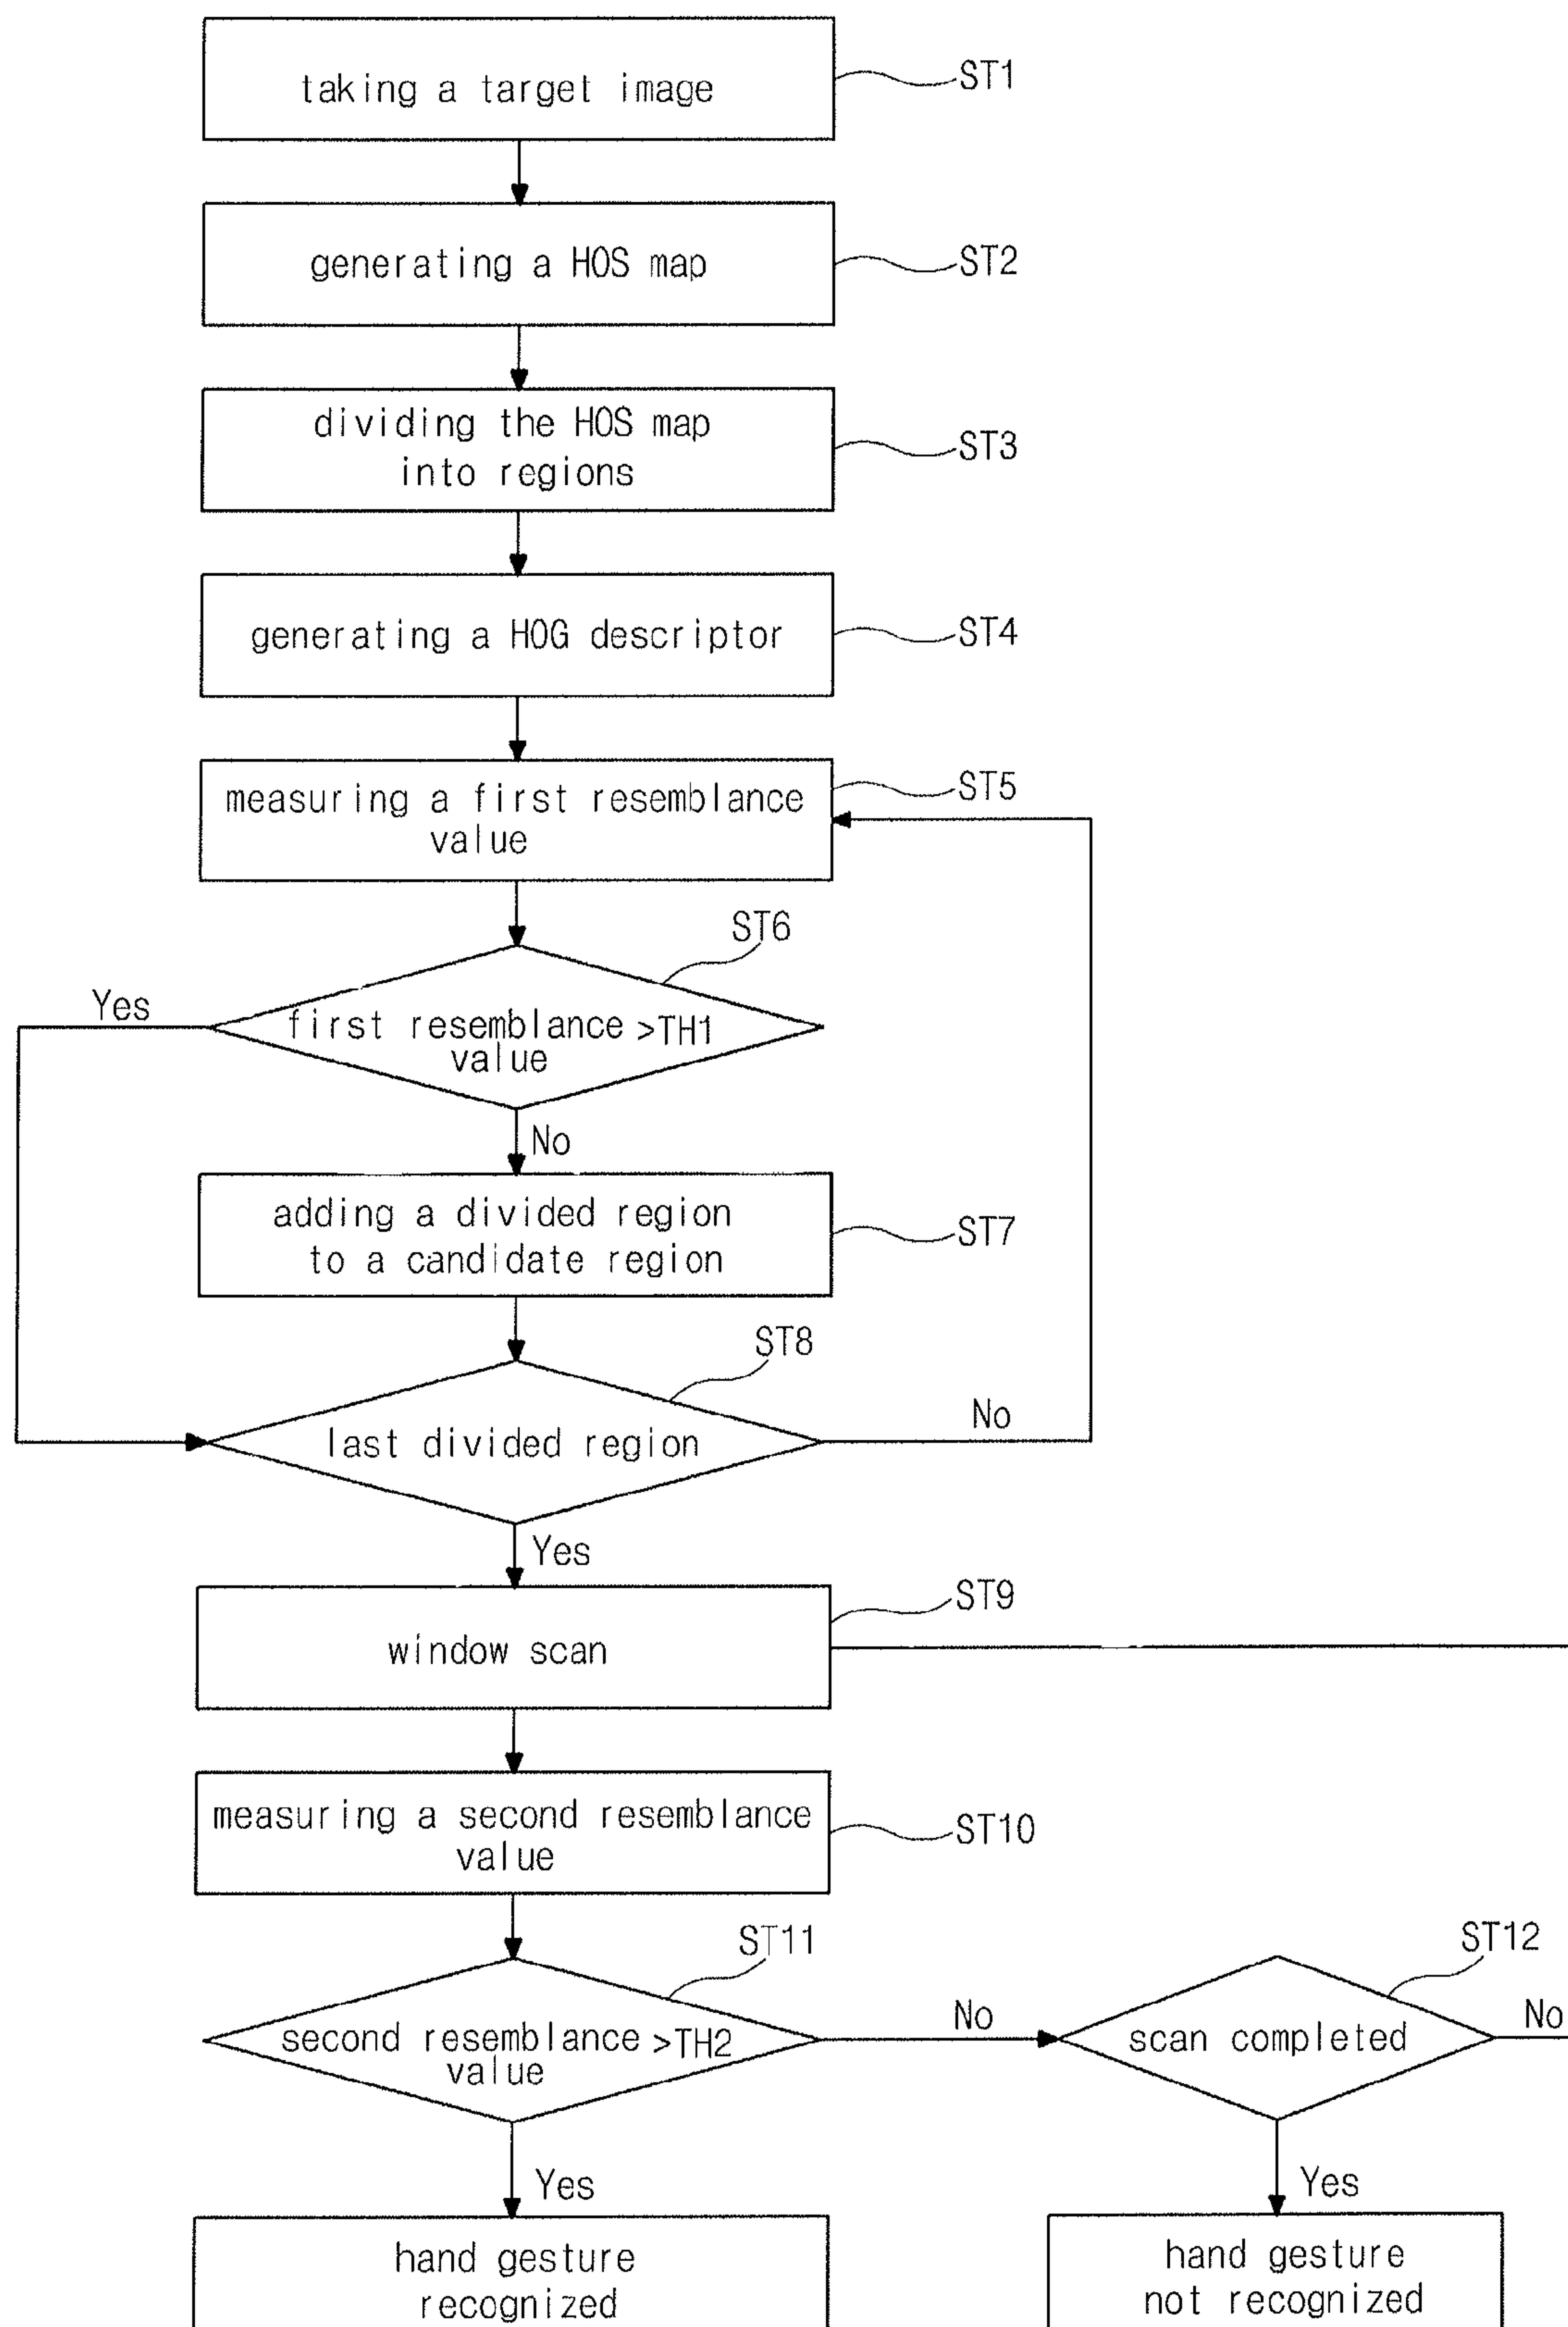 taking a target image
ST1
generating a HOS map
ST2
dividing the HOS map
into regions
ST3
generating a HOG descriptor
ST4
measuring a first resemblance
value
ST5
ST6
Yes
first resemblance >TH1
value
No
adding a divided region
to a candidate region
ST7
ST8
last divided region
No
Yes
window scan
ST9
measuring a second resemblance
value
ST10
ST11
second resemblance >TH2
value
No
ST12
scan completed
No
Yes
Yes
hand gesture
recognized
hand gesture
not recognized